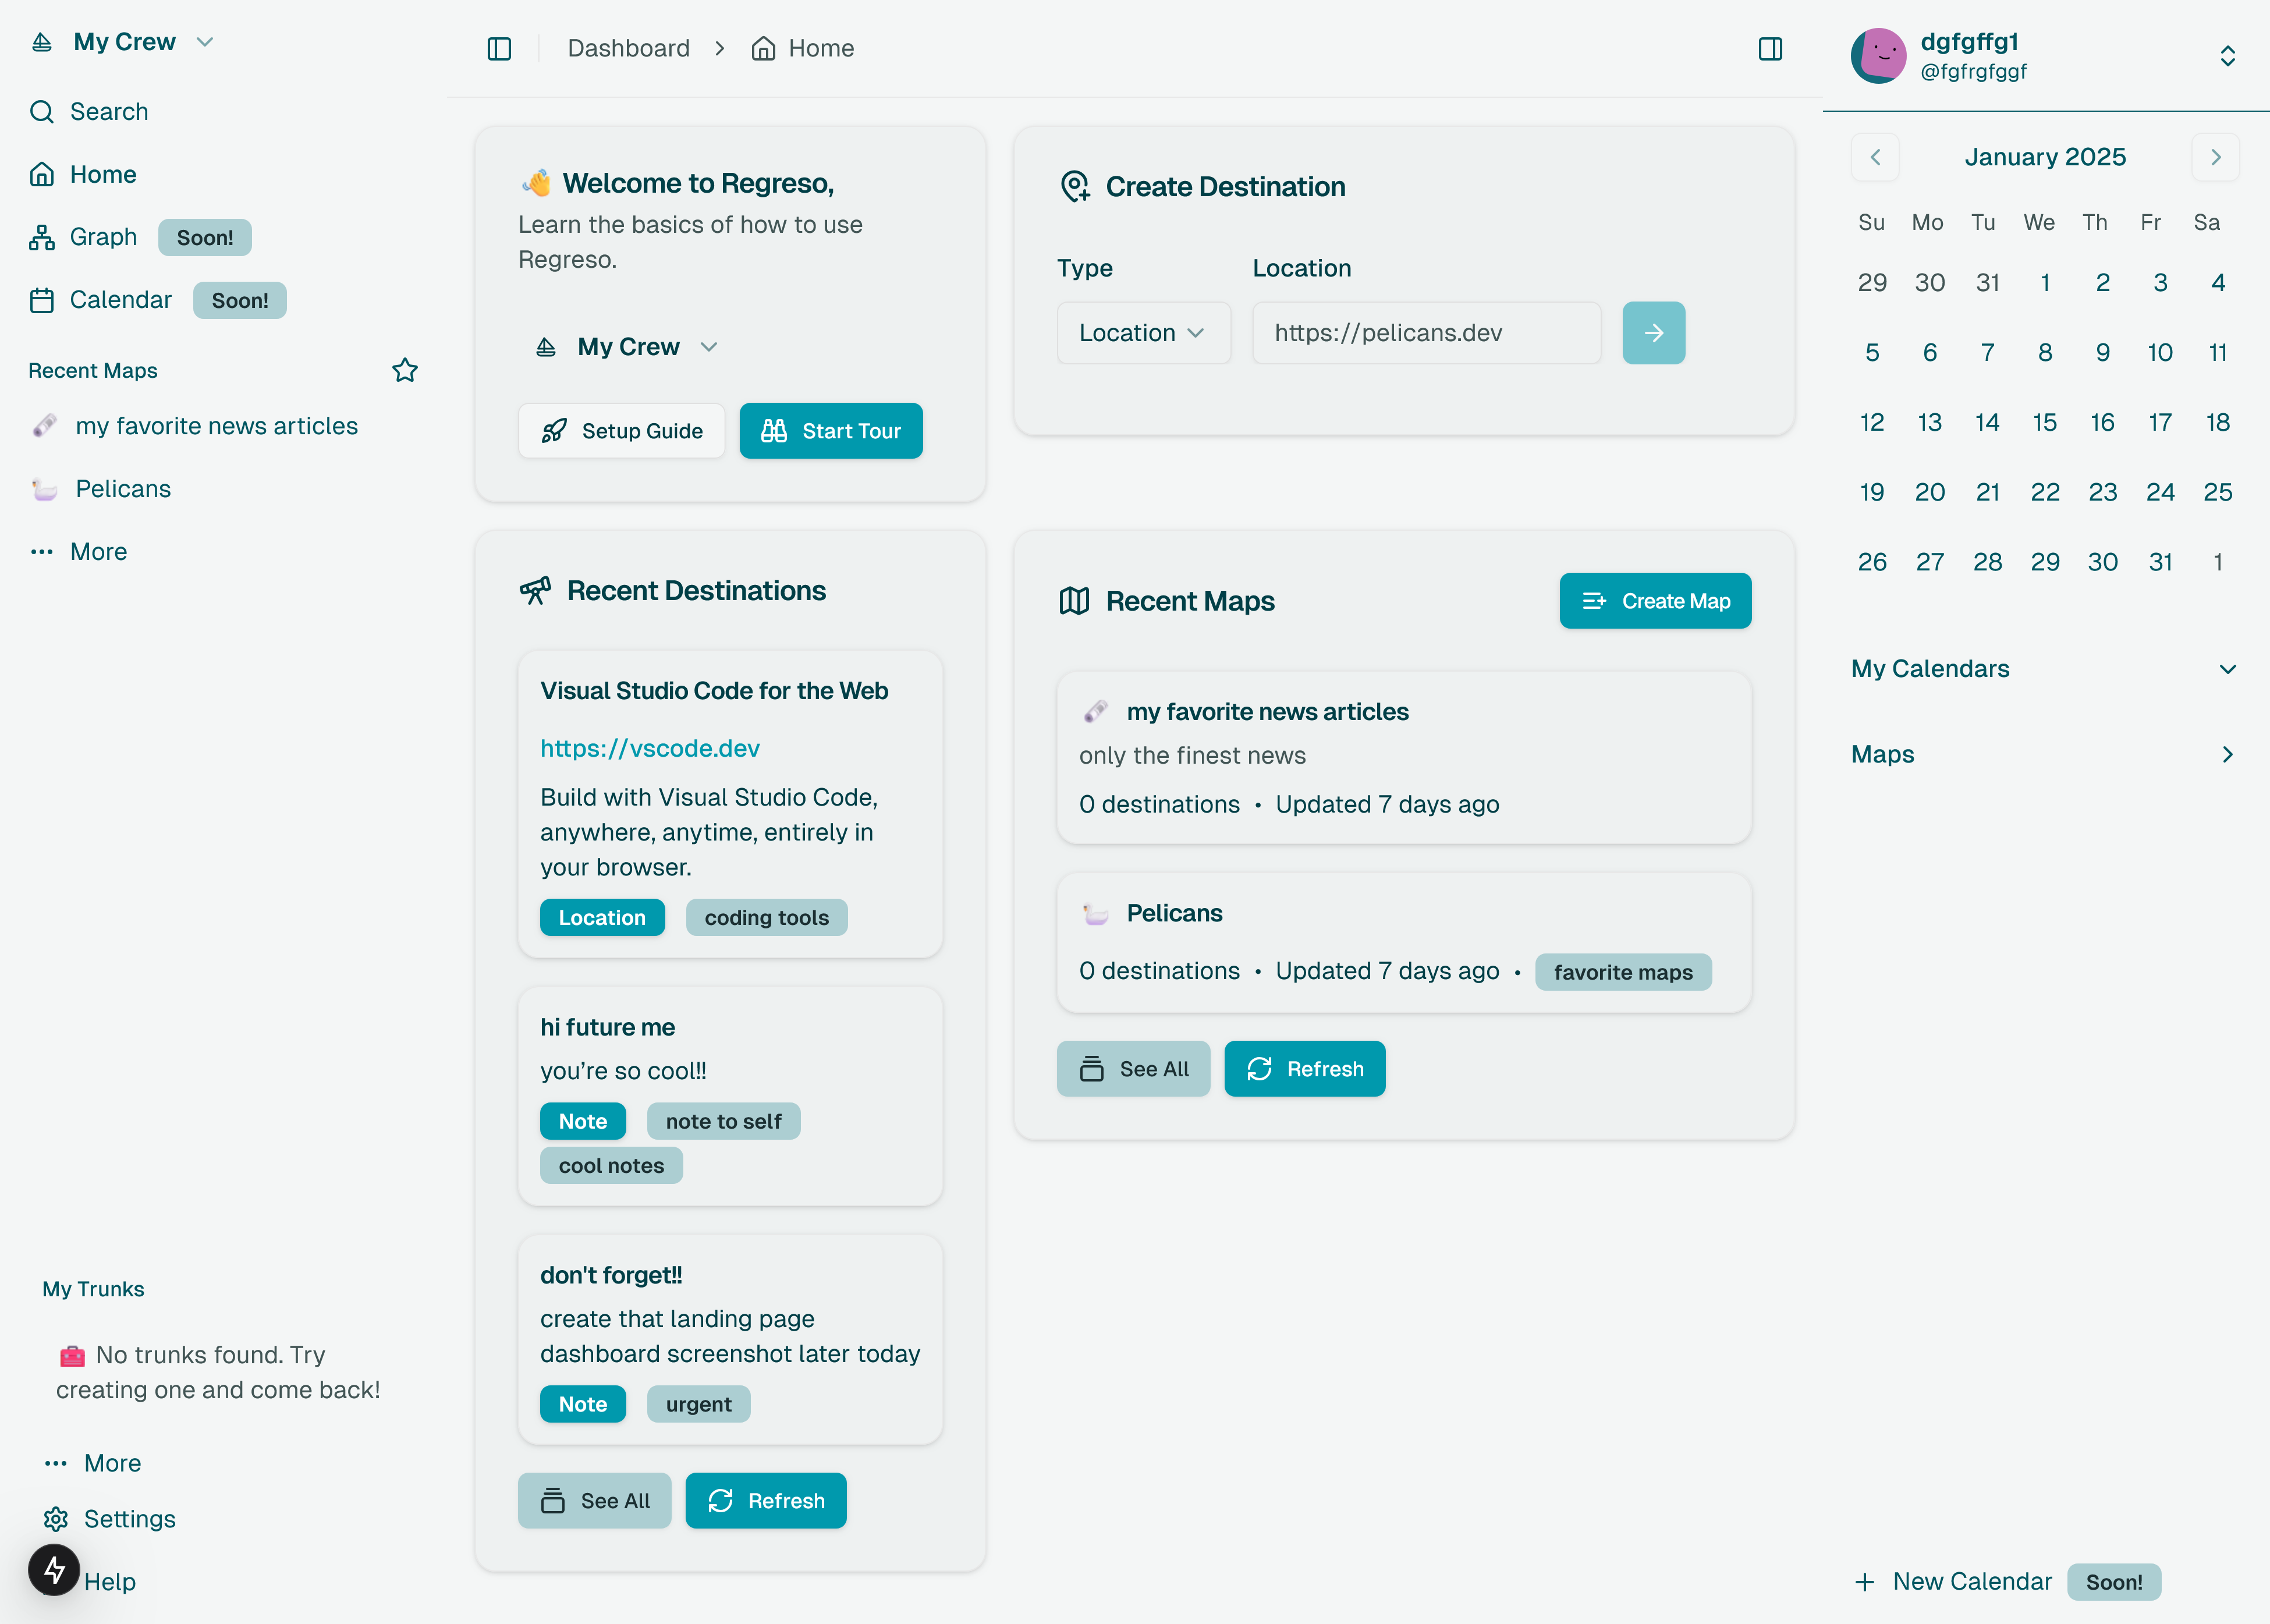 My Crew
Search
Home
Graph Soon!
Calendar Soon!
Recent Maps
my favorite news articles
Pelicans
More
My Trunks
No trunks found. Try
creating one and come back!
More
Settings
Help
Dashboard > Home
Welcome to Regreso,
Learn the basics of how to use
Regreso.
My Crew
Setup Guide
Start Tour
Create Destination
Type Location
Location https://pelicans.dev
Recent Destinations
Visual Studio Code for the Web
https://vscode.dev
Build with Visual Studio Code,
anywhere, anytime, entirely in
your browser.
Location coding tools
hi future me
you’re so cool!!
Note note to self
cool notes
don't forget!!
create that landing page
dashboard screenshot later today
Note urgent
See All Refresh
Recent Maps
Create Map
my favorite news articles
only the finest news
0 destinations • Updated 7 days ago
Pelicans
0 destinations • Updated 7 days ago • favorite maps
See All Refresh
dgfgffg1
@fgfrgfggf
January 2025
Su Mo Tu We Th Fr Sa
29 30 31 1 2 3 4
5 6 7 8 9 10 11
12 13 14 15 16 17 18
19 20 21 22 23 24 25
26 27 28 29 30 31 1
My Calendars
Maps
New Calendar Soon!